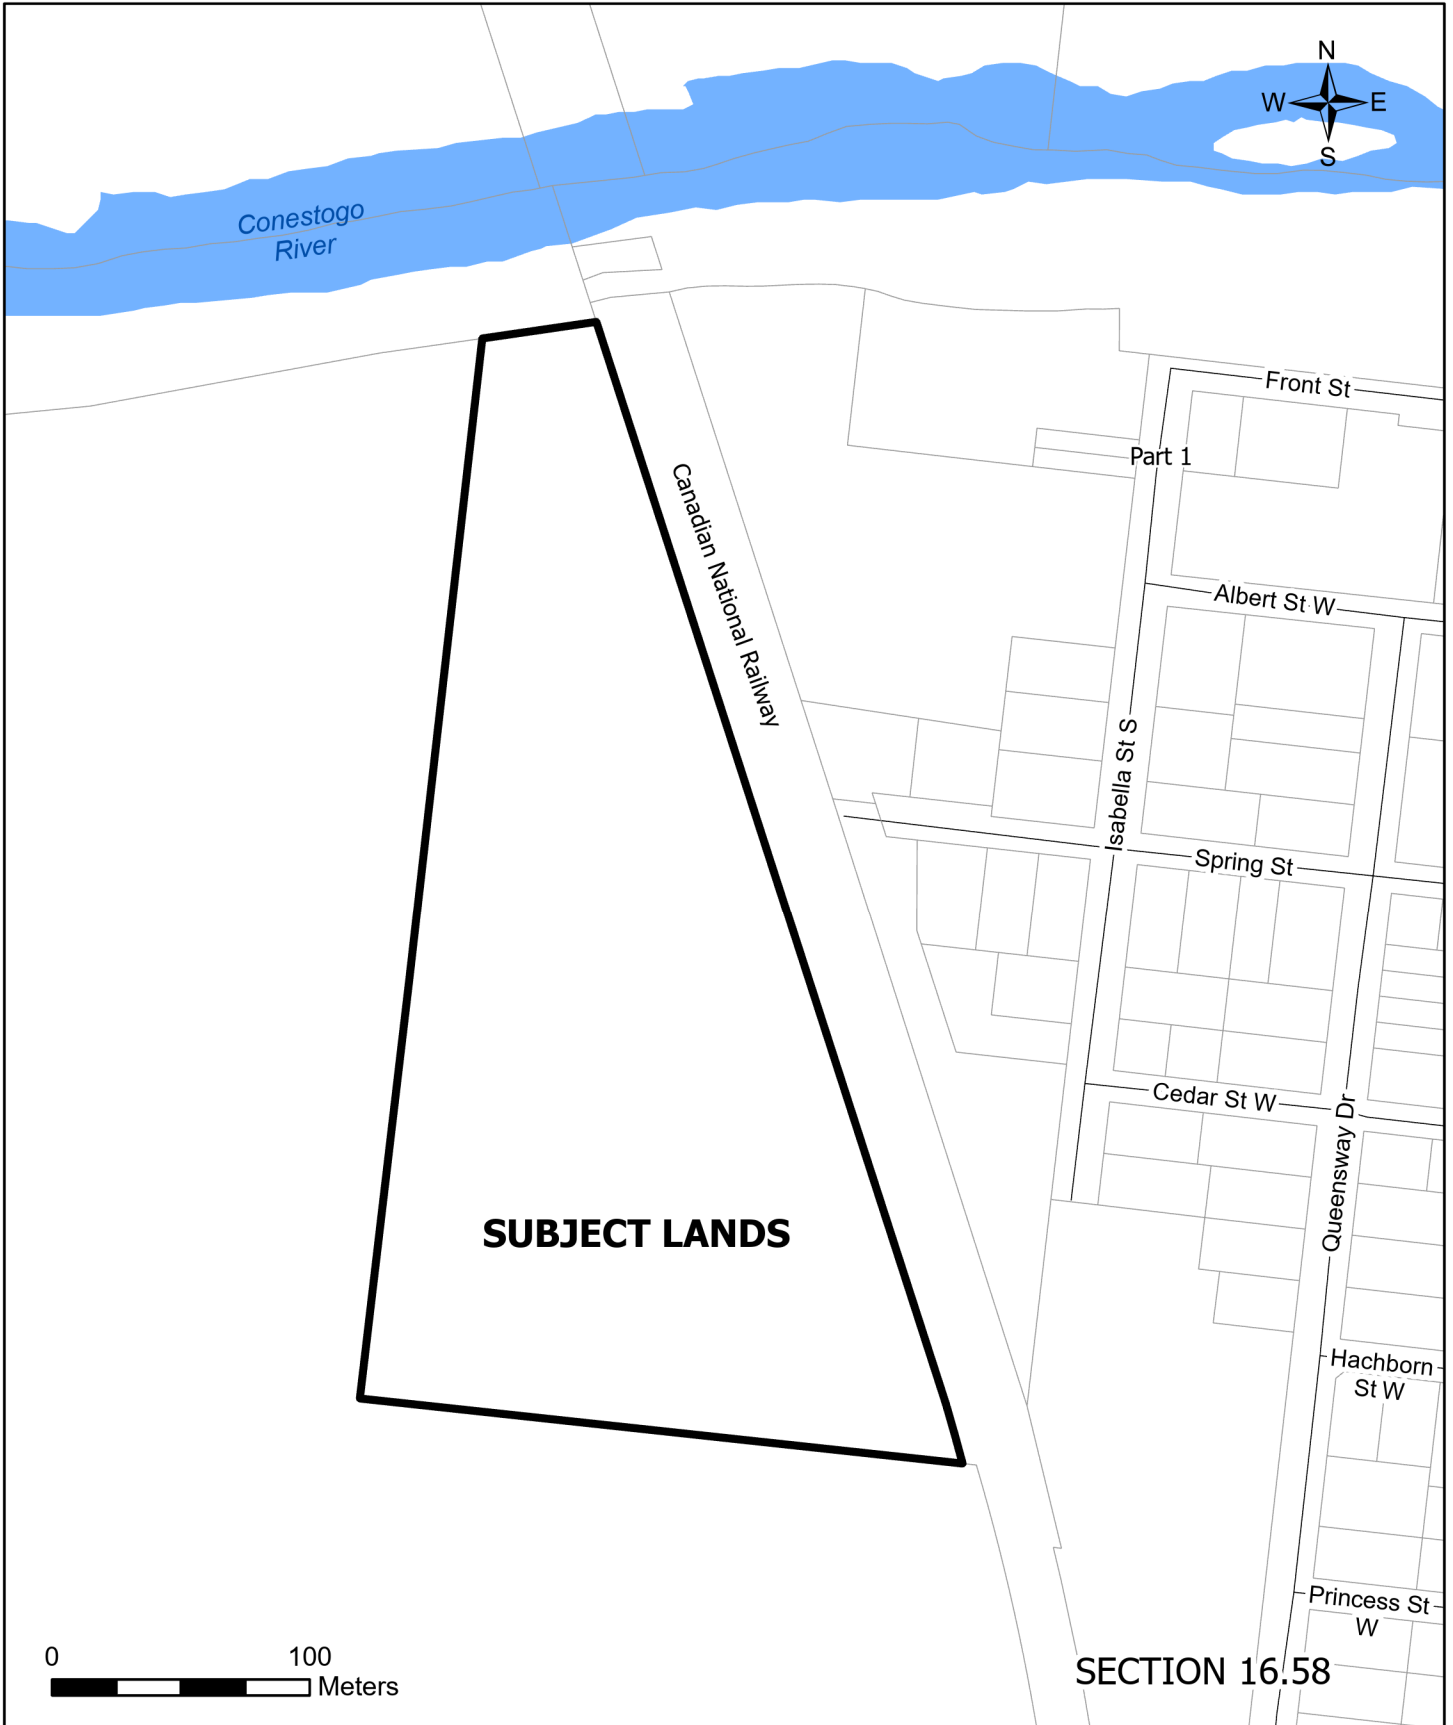 N
W E
S
Conestogo
River
Front St
Part 1
Canadian National Railway
Albert St W
Isabella St S
Spring St
Cedar St W
Queensway Dr
SUBJECT LANDS
Hachborn
St W
Princess St
W
0 100
Meters
SECTION 16.58